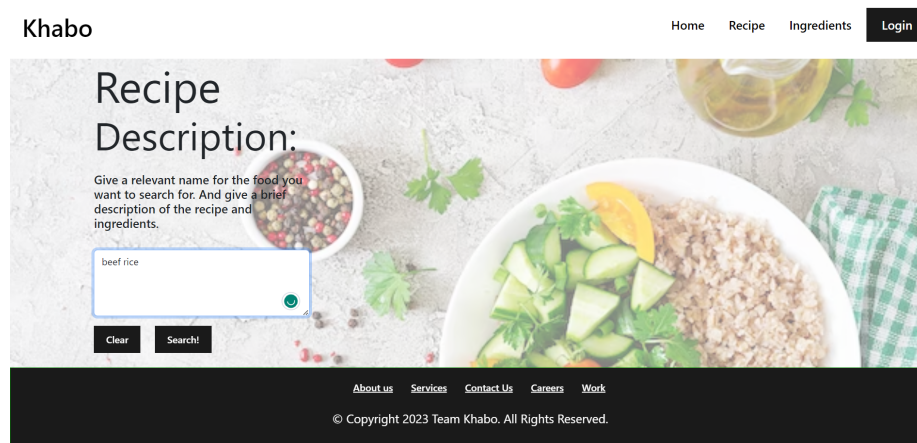 Khabo
Home Recipe Ingredients Login
Recipe
Description:
Give a relevant name for the food you
want to search for. And give a brief
description of the recipe and
ingredients.
beef rice
Clear Search!
About us Services Contact Us Careers Work
© Copyright 2023 Team Khabo. All Rights Reserved.